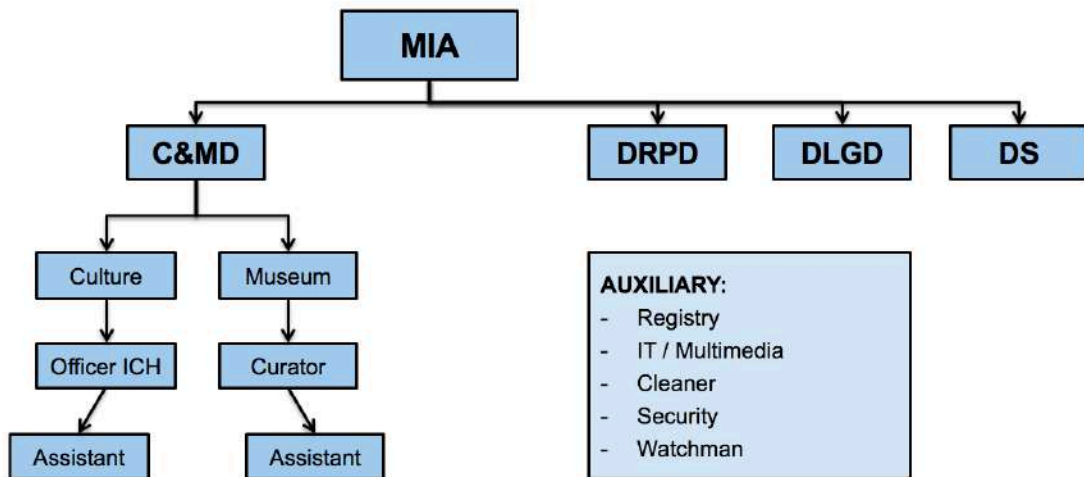 MIA
C&MD
DRPD
DLGD
DS
Culture
Museum
Officer ICH
Curator
Assistant
Assistant
AUXILIARY:
- Registry
- IT / Multimedia
- Cleaner
- Security
- Watchman